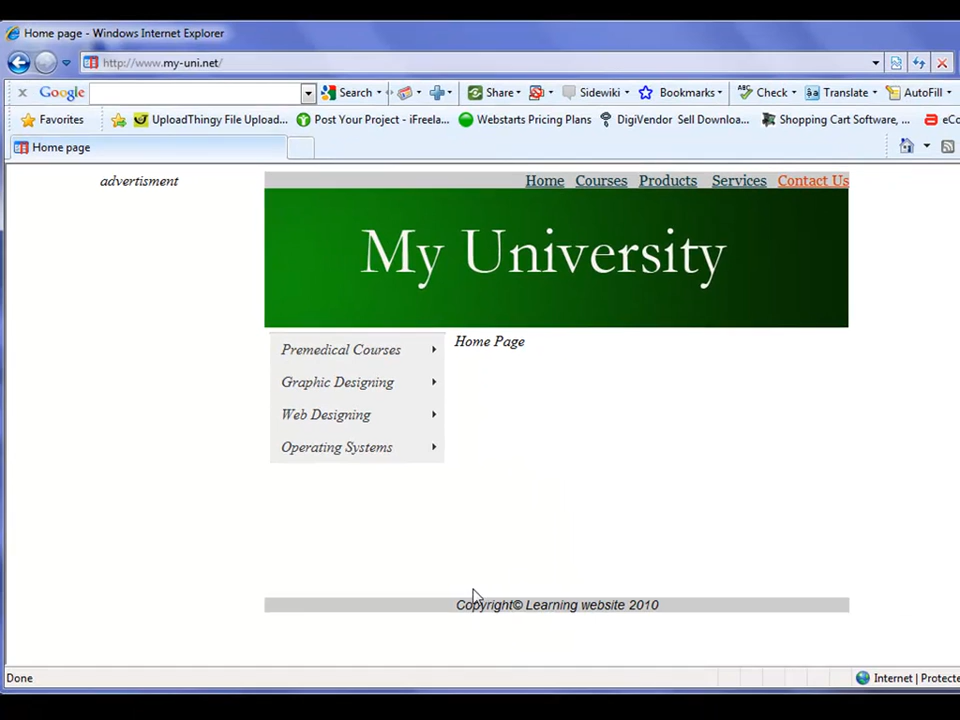 Home page - Windows Internet Explorer
http://www.my-uni.net/
x Google Search Share Sidewiki Bookmarks Check Translate AutoFill
Favorites UploadThingy File Upload... Post Your Project - iFreela... Webstarts Pricing Plans DigiVendor Sell Downloa... Shopping Cart Software, ... eCo
Home page
advertisment
Home Courses Products Services Contact Us
My University
Premedical Courses
Graphic Designing
Web Designing
Operating Systems
Home Page
Copyright© Learning website 2010
Done
Internet | Protecte